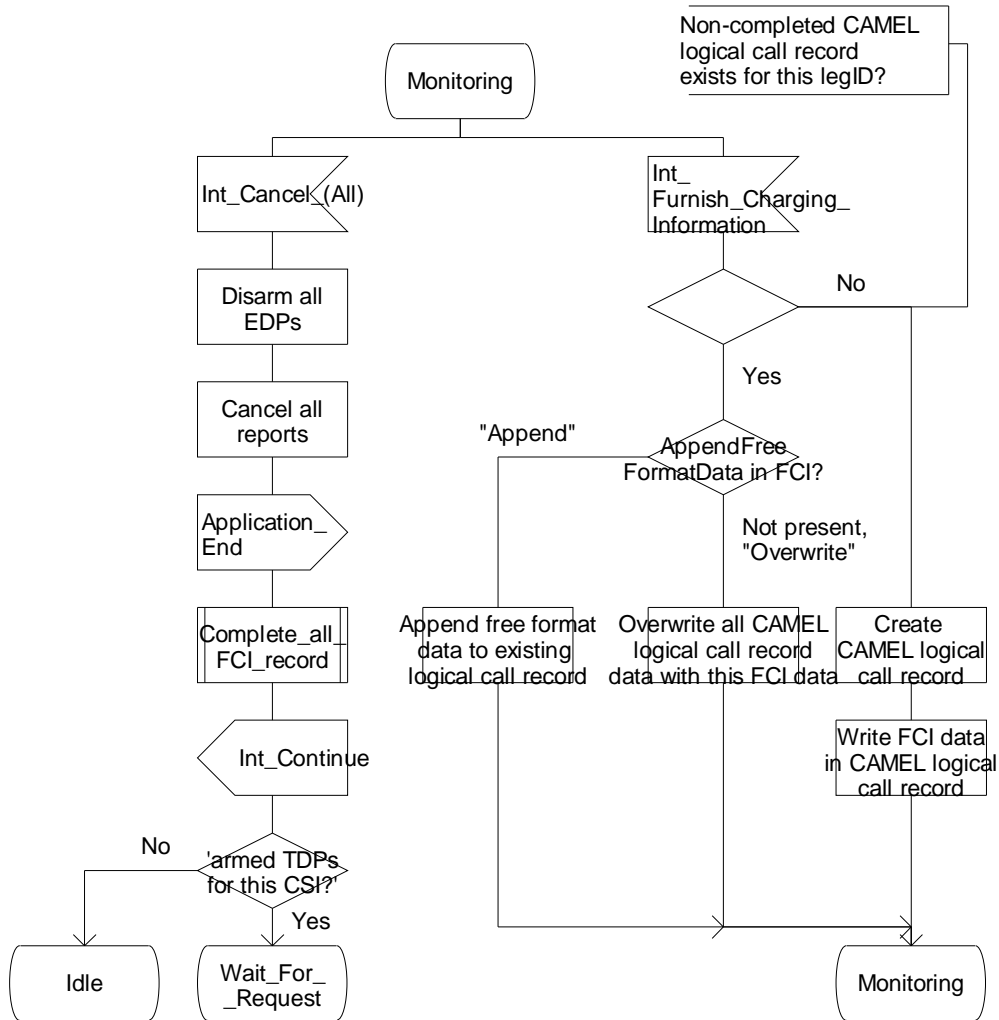 Non-completed CAMEL
logical call record
exists for this legID?
Monitoring
Int_Cancel_(All)
Int_
Furnish_Charging_
Information
Disarm all
EDPs
No
Yes
Cancel all
reports
"Append"
AppendFree
FormatData in FCI?
Application_
End
Not present,
"Overwrite"
Complete_all_
FCI_record
Append free format
data to existing
logical call record
Overwrite all CAMEL
logical call record
data with this FCI data
Create
CAMEL logical
call record
Int_Continue
Write FCI data
in CAMEL logical
call record
No
'armed TDPs
for this CSI?'
Yes
Idle
Wait_For_
_Request
Monitoring